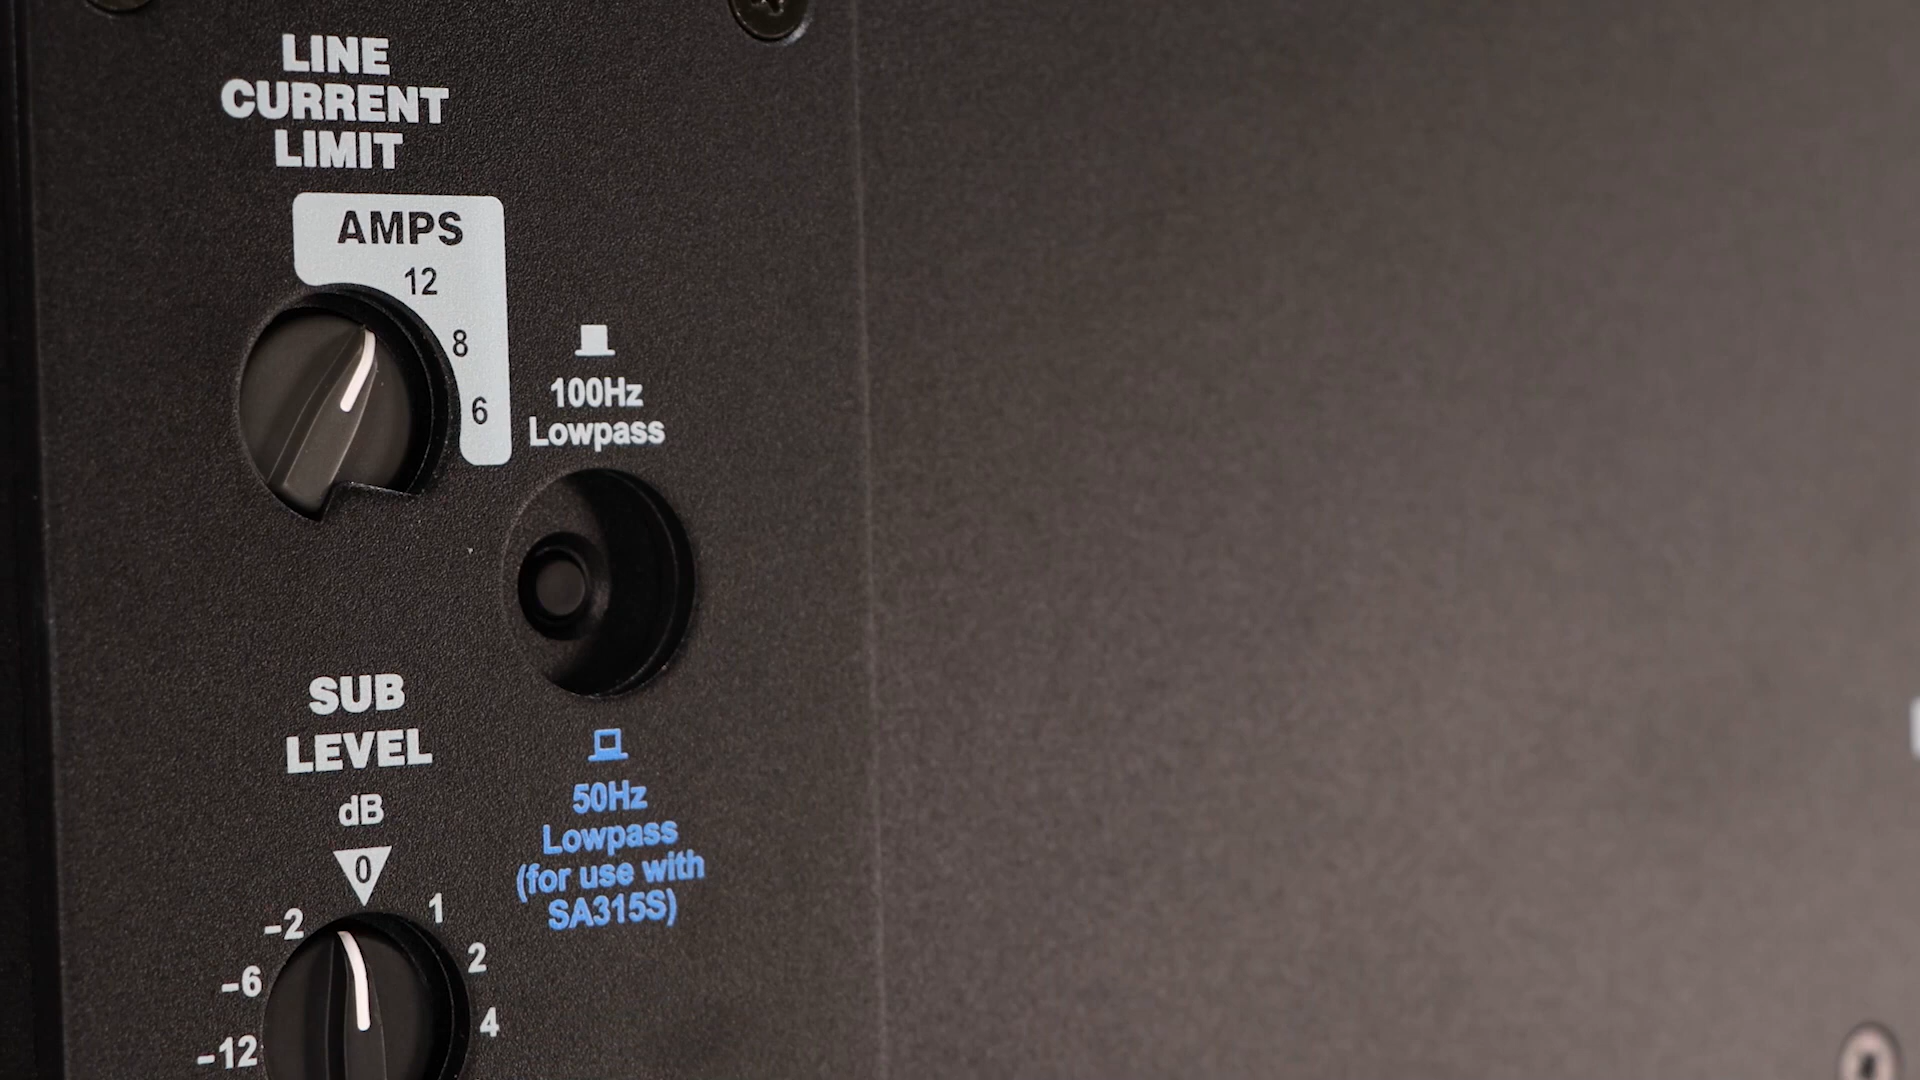 LINE
CURRENT
LIMIT
AMPS
12
8
6
100Hz
Lowpass
SUB
LEVEL
dB
0
50Hz
Lowpass
(for use with
SA315S)
-2
1
-6
2
-12
4